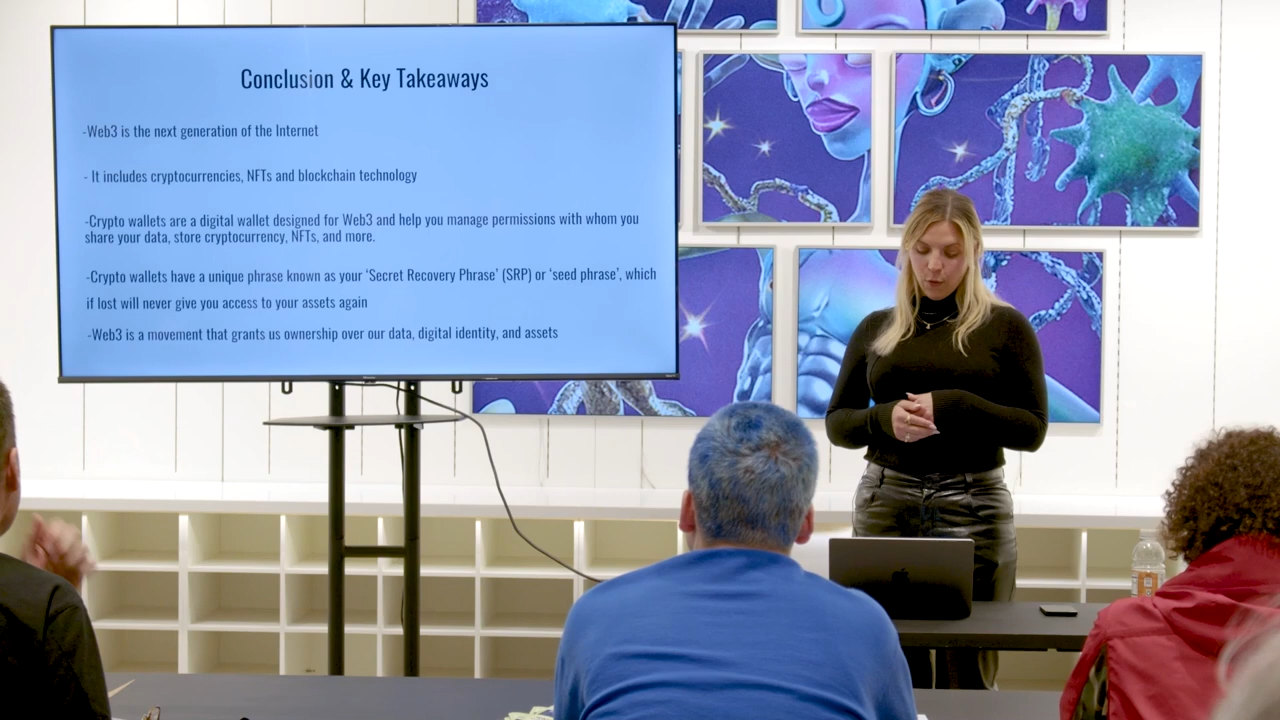 Conclusion & Key Takeaways
-Web3 is the next generation of the Internet
- It includes cryptocurrencies, NFTs and blockchain technology
-Crypto wallets are a digital wallet designed for Web3 and help you manage permissions with whom you
share your data, store cryptocurrency, NFTs, and more.
-Crypto wallets have a unique phrase known as your ‘Secret Recovery Phrase’ (SRP) or ‘seed phrase’, which
if lost will never give you access to your assets again
-Web3 is a movement that grants us ownership over our data, digital identity, and assets